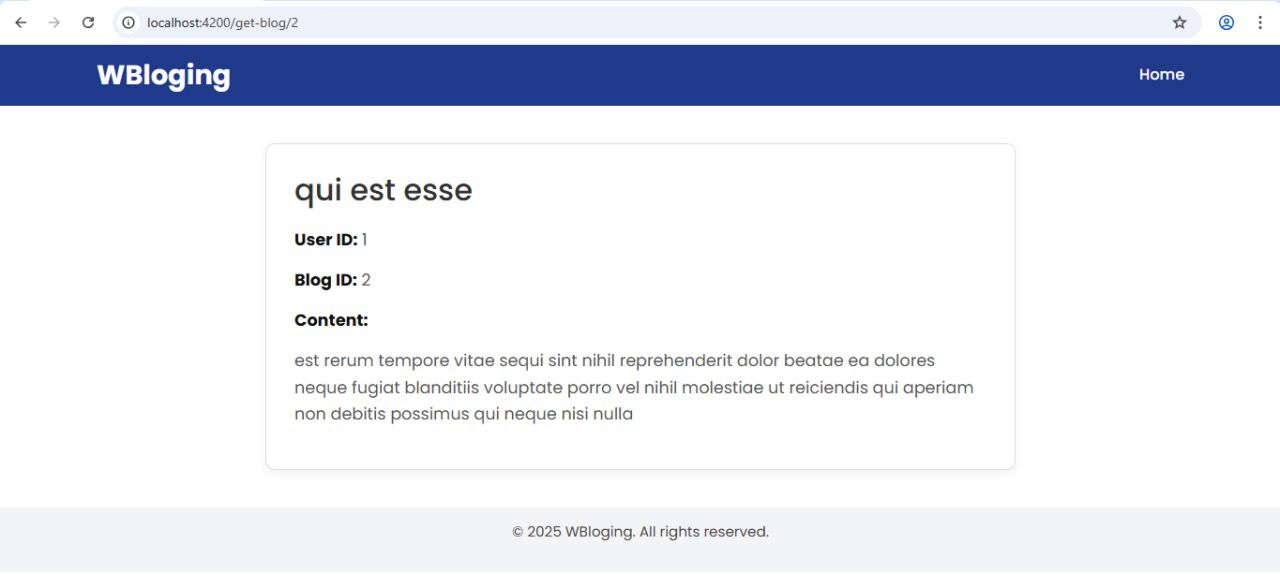 localhost:4200/get-blog/2
WBloging
Home
qui est esse
User ID: 1
Blog ID: 2
Content:
est rerum tempore vitae sequi sint nihil reprehenderit dolor beatae ea dolores
neque fugiat blanditiis voluptate porro vel nihil molestiae ut reiciendis qui aperiam
non debitis possimus qui neque nisi nulla
© 2025 WBloging. All rights reserved.